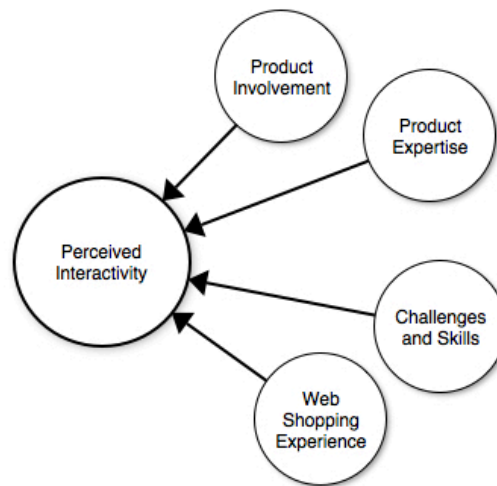 Product
Involvement
Product
Expertise
Perceived
Interactivity
Challenges
and Skills
Web
Shopping
Experience